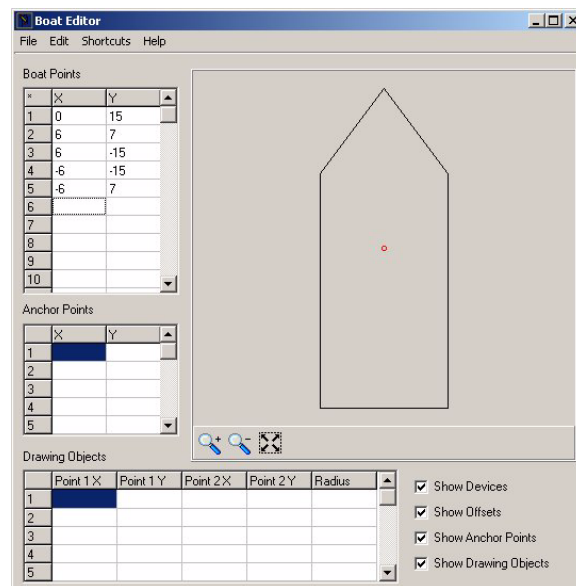 Boat Editor
File Edit Shortcuts Help
Boat Points
* X Y
1 0 15
2 6 7
3 6 -15
4 -6 -15
5 -6 7
6
7
8
9
10
Anchor Points
X Y
1
2
3
4
5
Drawing Objects
Point 1 X Point 1 Y Point 2 X Point 2 Y Radius
1
2
3
4
5
Show Devices
Show Offsets
Show Anchor Points
Show Drawing Objects